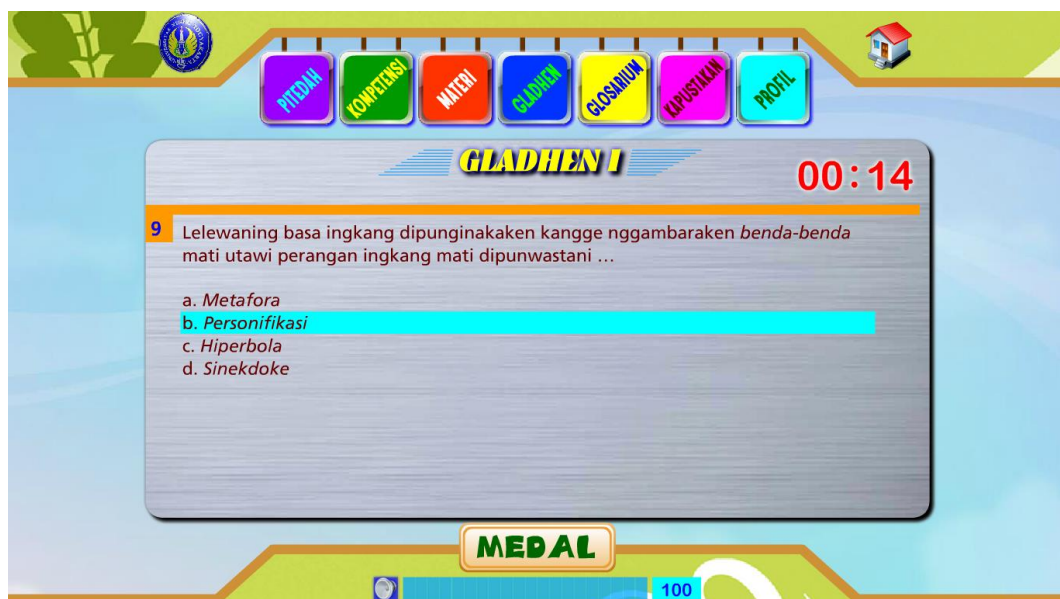 PITEDAH
KOMPETENSI
MATERI
GLADHEN
GLOSARIUM
KAPUSTAKAN
PROFIL
GLADHEN I
00:14
9
Lelewaning basa ingkang dipunginakaken kangge nggambaraken benda-benda
mati utawi perangan ingkang mati dipunwastani ...
a. Metafora
b. Personifikasi
c. Hiperbola
d. Sinekdoke
MEDAL
100